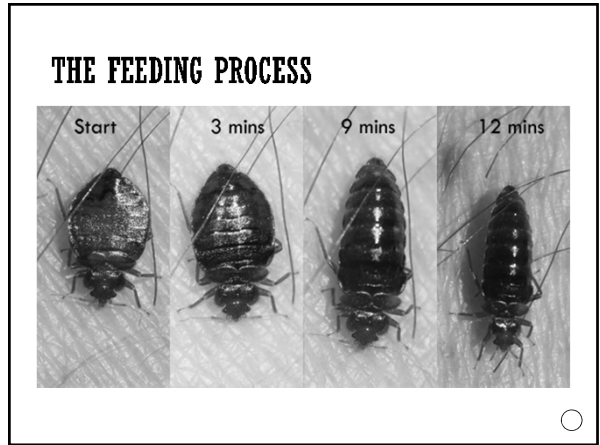 THE FEEDING PROCESS
Start
3 mins
9 mins
12 mins